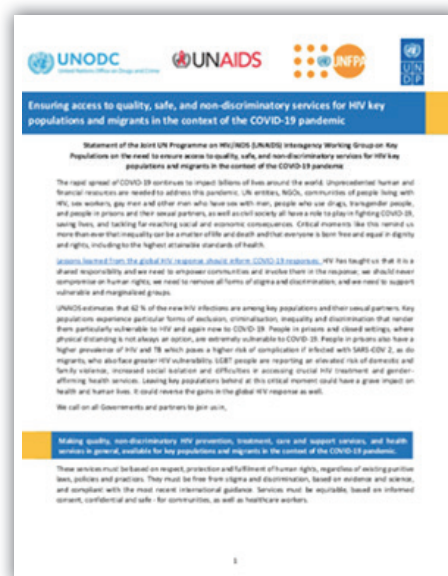 UNODC
United Nations Office on Drugs and Crime
UNAIDS
UNFPA
U N
D P
Ensuring access to quality, safe, and non-discriminatory services for HIV key
populations and migrants in the context of the COVID-19 pandemic
Statement of the Joint UN Programme on HIV/AIDS (UNAIDS) Interagency Working Group on Key
Populations on the need to ensure access to quality, safe, and non-discriminatory services for HIV key
populations and migrants in the context of the COVID-19 pandemic
The rapid spread of COVID-19 continues to impact billions of lives around the world. Unprecedented human and
financial resources are needed to address this pandemic. UN entities, NGOs, communities of people living with
HIV, sex workers, gay men and other men who have sex with men, people who use drugs, transgender people,
and people in prisons and their sexual partners, as well as civil society all have a role to play in fighting COVID-19,
saving lives, and tackling far-reaching social and economic consequences. Critical moments like this remind us
more than ever that inequality can be a matter of life and death and that everyone is born free and equal in dignity
and rights, including to the highest attainable standards of health.
Lessons learned from the global HIV response should inform COVID-19 responses: HIV has taught us that it is a
shared responsibility and we need to empower communities and involve them in the response; we should never
compromise on human rights; we need to remove all forms of stigma and discrimination; and we need to support
vulnerable and marginalized groups.
UNAIDS estimates that 62 % of the new HIV infections are among key populations and their sexual partners. Key
populations experience particular forms of exclusion, criminalisation, inequality and discrimination that render
them particularly vulnerable to HIV and again now to COVID-19. People in prisons and closed settings, where
physical distancing is not always an option, are extremely vulnerable to COVID-19. People in prisons also have a
higher prevalence of HIV and TB which poses a higher risk of complication if infected with SARS-COV 2, as do
migrants, who also face greater HIV vulnerability. LGBT people are reporting an elevated risk of domestic and
family violence, increased social isolation and difficulties in accessing crucial HIV treatment and gender-
affirming health services. Leaving key populations behind at this critical moment could have a grave impact on
health and human lives. It could reverse the gains in the global HIV response as well.
We call on all Governments and partners to join us in,
Making quality, non-discriminatory HIV prevention, treatment, care and support services, and health
services in general, available for key populations and migrants in the context of the COVID-19 pandemic.
These services must be based on respect, protection and fulfilment of human rights, regardless of existing punitive
laws, policies and practices. They must be free from stigma and discrimination, based on evidence and science,
and compliant with the most recent international guidance. Services must be equitable, based on informed
consent, confidential and safe - for communities, as well as healthcare workers.
1